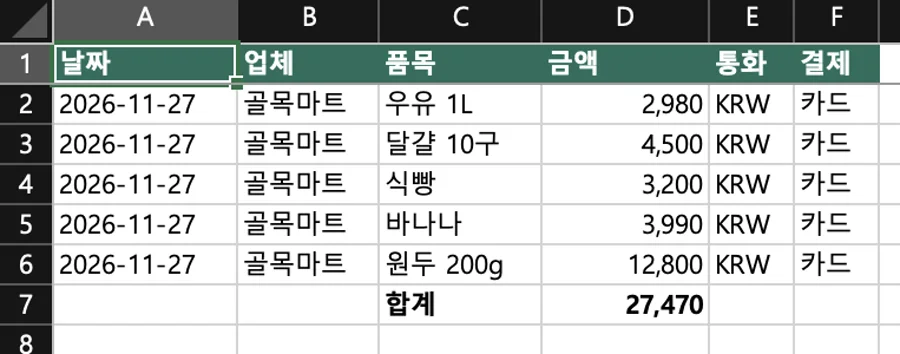 A B C D E F
1 날짜 업체 품목 금액 통화 결제
2 2026-11-27 골목마트 우유 1L 2,980 KRW 카드
3 2026-11-27 골목마트 달걀 10구 4,500 KRW 카드
4 2026-11-27 골목마트 식빵 3,200 KRW 카드
5 2026-11-27 골목마트 바나나 3,990 KRW 카드
6 2026-11-27 골목마트 원두 200g 12,800 KRW 카드
7 합계 27,470
8